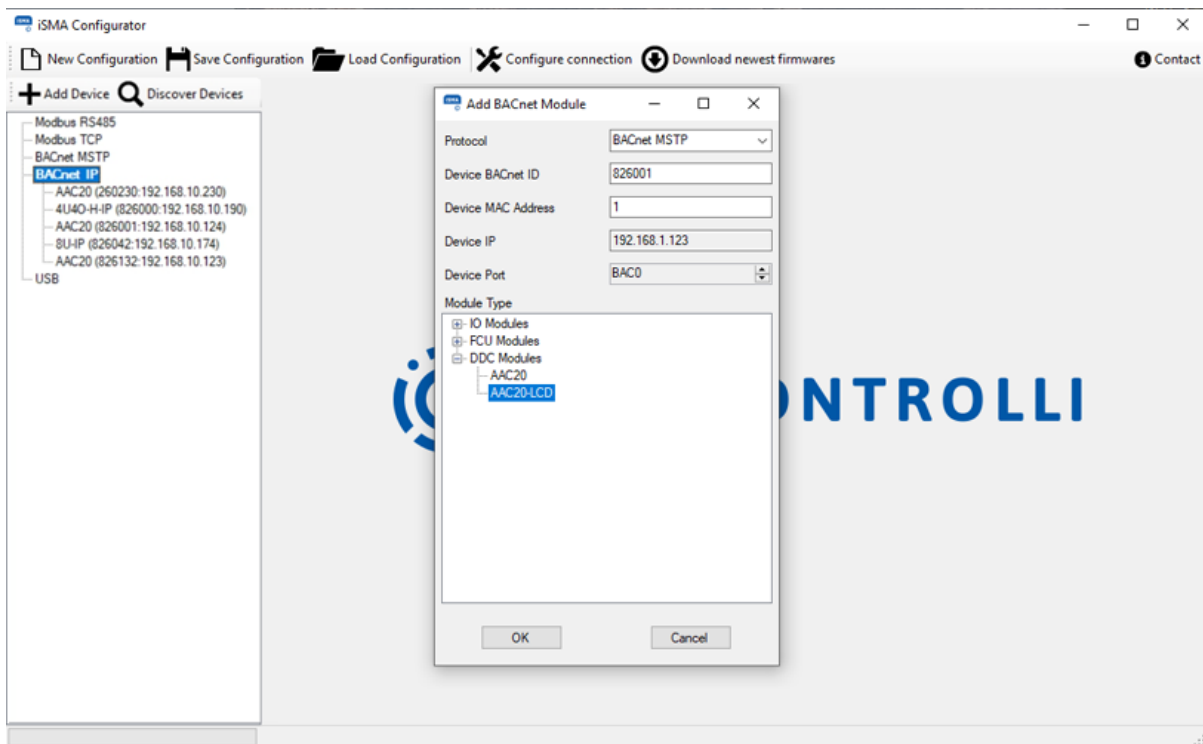 iSMA Configurator
New Configuration Save Configuration Load Configuration Configure connection Download newest firmwares Contact
Add Device Discover Devices
Modbus RS485
Modbus TCP
BACnet MSTP
BACnet IP
AAC20 (260230:192.168.10.230)
4U4O-H-IP (826000:192.168.10.190)
AAC20 (826001:192.168.10.124)
8U-IP (826042:192.168.10.174)
AAC20 (826132:192.168.10.123)
USB
Add BACnet Module
Protocol BACnet MSTP
Device BACnet ID 826001
Device MAC Address 1
Device IP 192.168.1.123
Device Port BAC0
Module Type
IO Modules
FCU Modules
DDC Modules
AAC20
AAC20-LCD
OK Cancel
NTROLLI